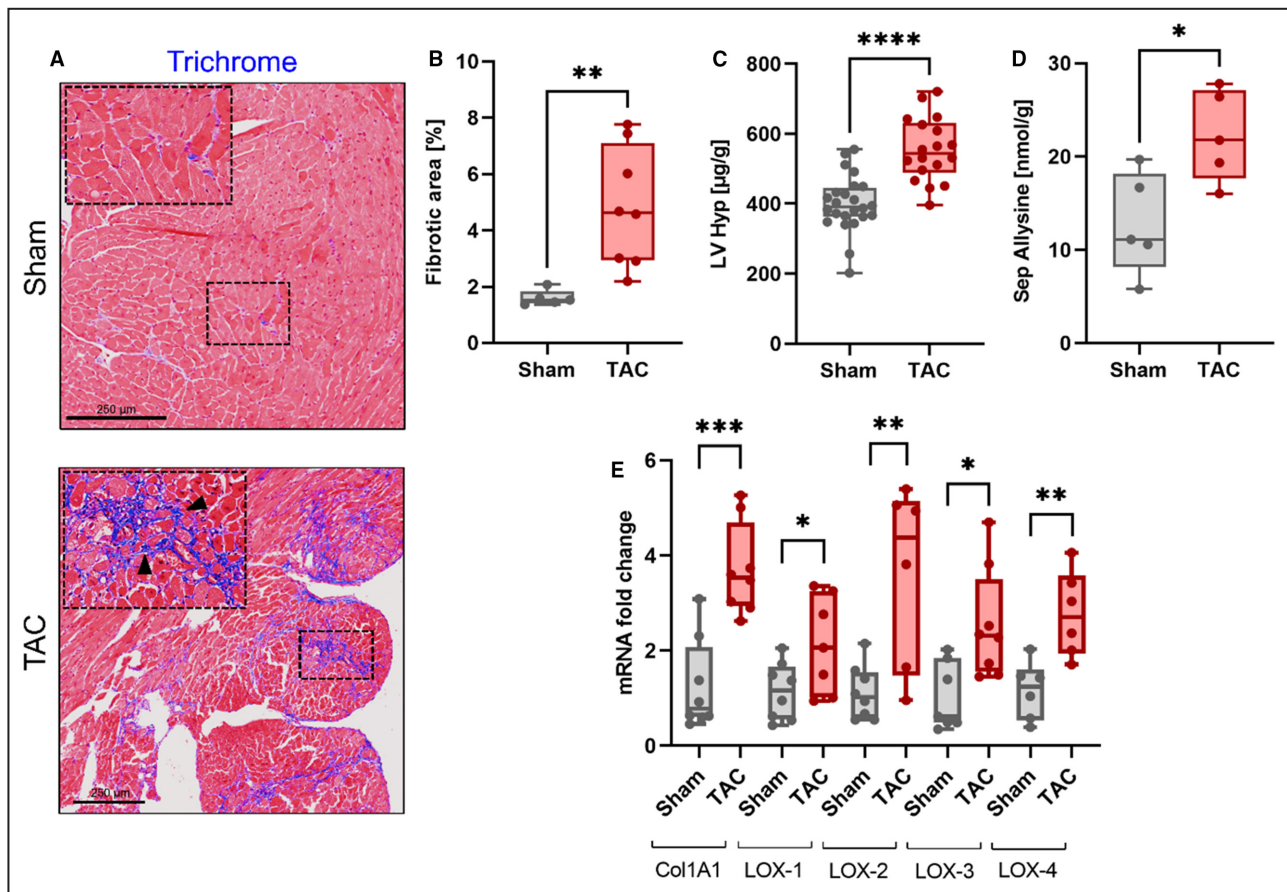 A
Trichrome
Sham
250 µm
TAC
250 µm
B
Fibrotic area [%]
10
8
6
4
2
0
**
Sham TAC
C
LV Hyp [µg/g]
800
600
400
200
0
****
Sham TAC
D
Sep Allysine [nmol/g]
30
20
10
0
*
Sham TAC
E
mRNA fold change
6
4
2
0
*** * ** * **
Sham TAC Sham TAC Sham TAC Sham TAC Sham TAC
Col1A1 LOX-1 LOX-2 LOX-3 LOX-4